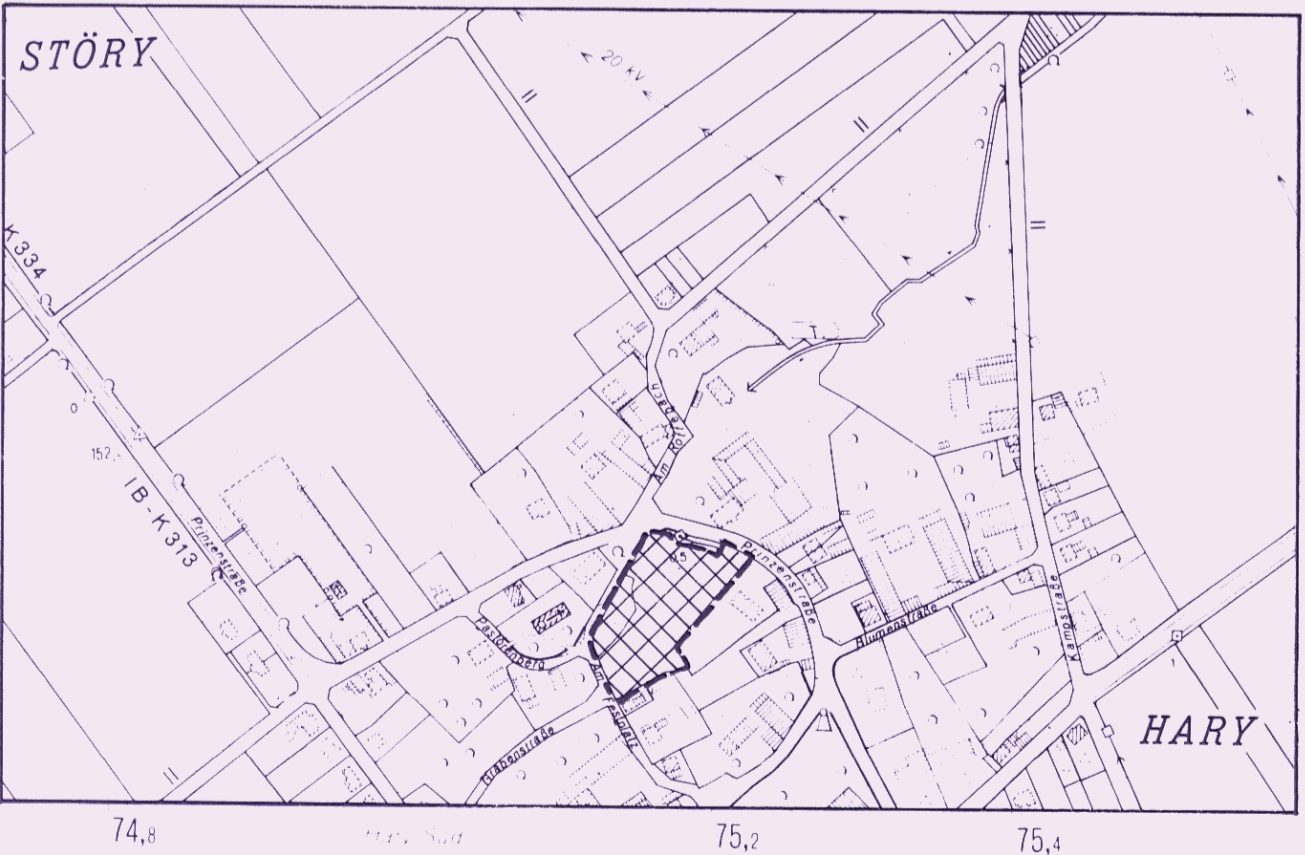 STÖRY
20 KV
K 334
152,
IB-K 313
Prinzenstraße
Am Rollebach
Prinzenstraße
Pastorenberg
Am Festplatz
Grabenstraße
Blumenstraße
Kampstraße
HARY
74,8
75,2
75,4